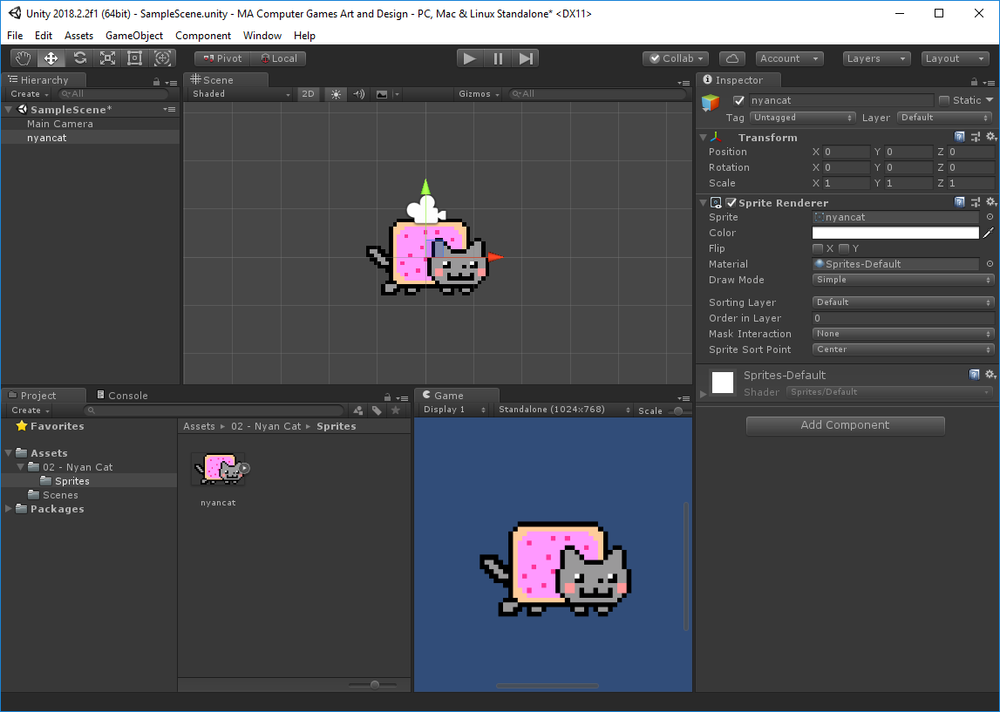 Unity 2018.2.2f1 (64bit) - SampleScene.unity - MA Computer Games Art and Design - PC, Mac & Linux Standalone* <DX11>
File Edit Assets GameObject Component Window Help
Pivot Local Collab Account Layers Layout
Hierarchy
Create All
SampleScene*
Main Camera
nyancat
Scene
Shaded 2D Gizmos All
Inspector
nyancat Static
Tag Untagged Layer Default
Transform
Position X 0 Y 0 Z 0
Rotation X 0 Y 0 Z 0
Scale X 1 Y 1 Z 1
Sprite Renderer
Sprite nyancat
Color
Flip X Y
Material Sprites-Default
Draw Mode Simple
Sorting Layer Default
Order in Layer 0
Mask Interaction None
Sprite Sort Point Center
Sprites-Default
Shader Sprites/Default
Add Component
Project Console
Create
Favorites
Assets
02 - Nyan Cat
Sprites
Scenes
Packages
Assets ▸ 02 - Nyan Cat ▸ Sprites
nyancat
Game
Display 1 Standalone (1024x768) Scale